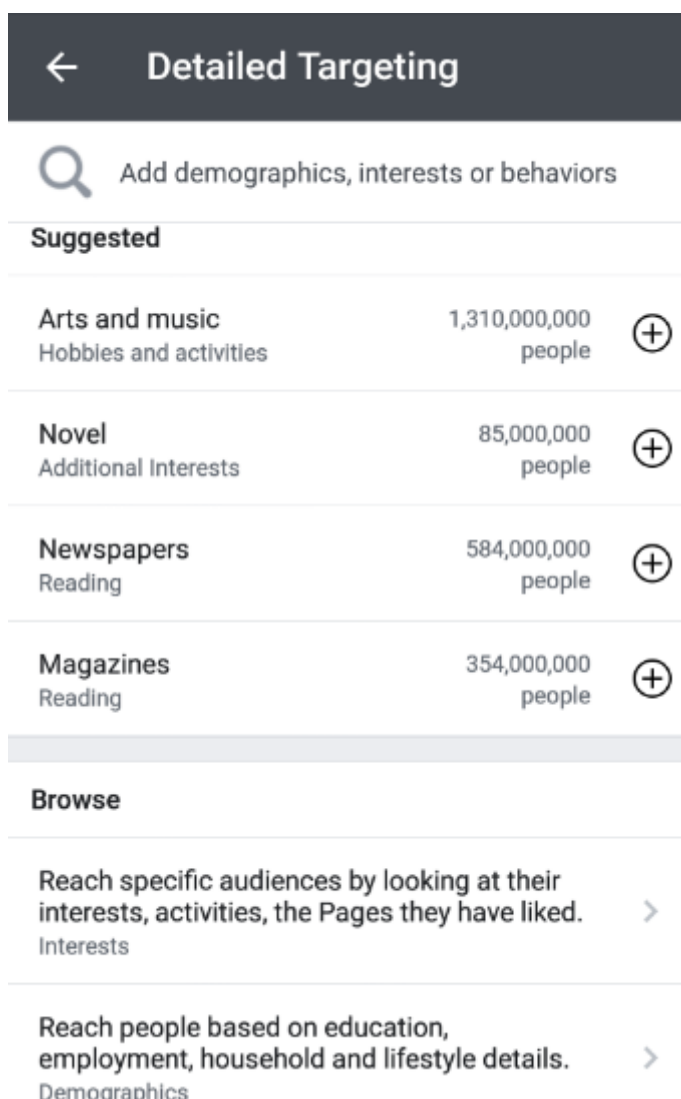 Detailed Targeting
Add demographics, interests or behaviors
Suggested
Arts and music
Hobbies and activities
1,310,000,000
people
Novel
Additional Interests
85,000,000
people
Newspapers
Reading
584,000,000
people
Magazines
Reading
354,000,000
people
Browse
Reach specific audiences by looking at their
interests, activities, the Pages they have liked.
Interests
Reach people based on education,
employment, household and lifestyle details.
Demographics